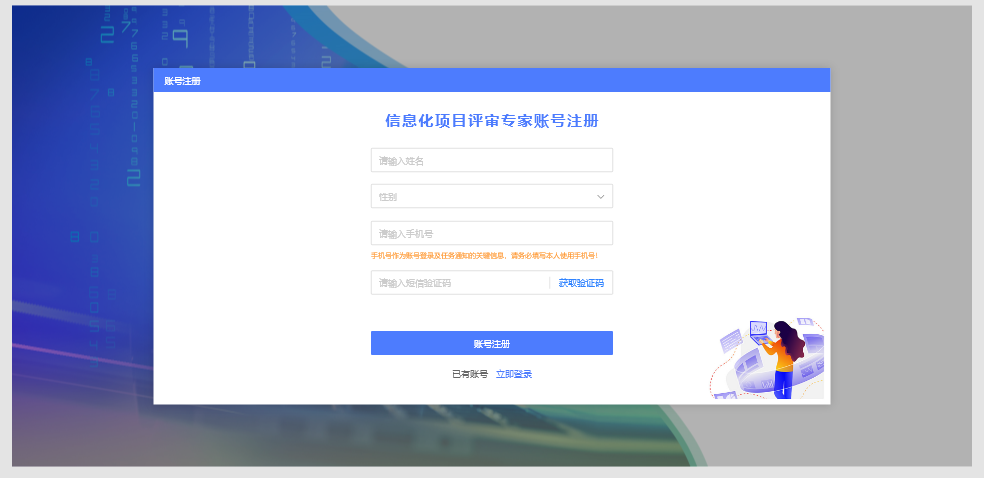 账号注册
信息化项目评审专家账号注册
请输入姓名
性别
请输入手机号
手机号作为账号登录及任务通知的关键信息，请务必填写本人使用手机号！
请输入短信验证码 获取验证码
账号注册
已有账号 立即登录